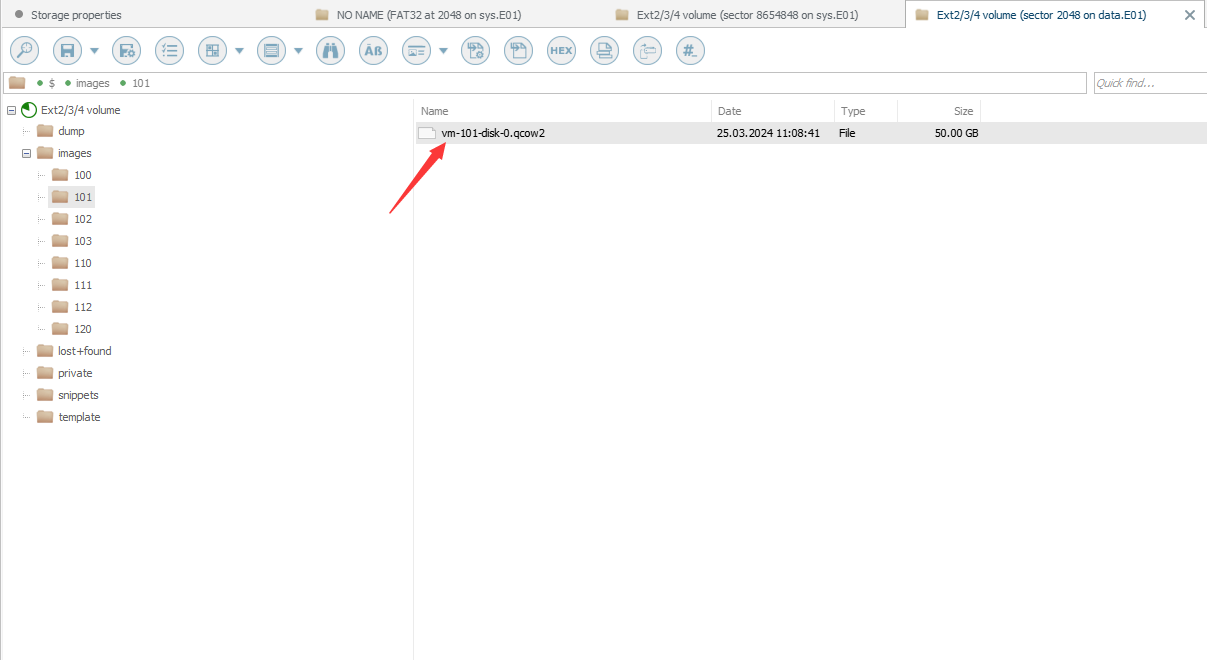 Storage properties
NO NAME (FAT32 at 2048 on sys.E01)
Ext2/3/4 volume (sector 8654848 on sys.E01)
Ext2/3/4 volume (sector 2048 on data.E01)
ÄB
HEX
#_
$ images 101
Quick find...
Ext2/3/4 volume
dump
images
100
101
102
103
110
111
112
120
lost+found
private
snippets
template
Name Date Type Size
vm-101-disk-0.qcow2 25.03.2024 11:08:41 File 50.00 GB